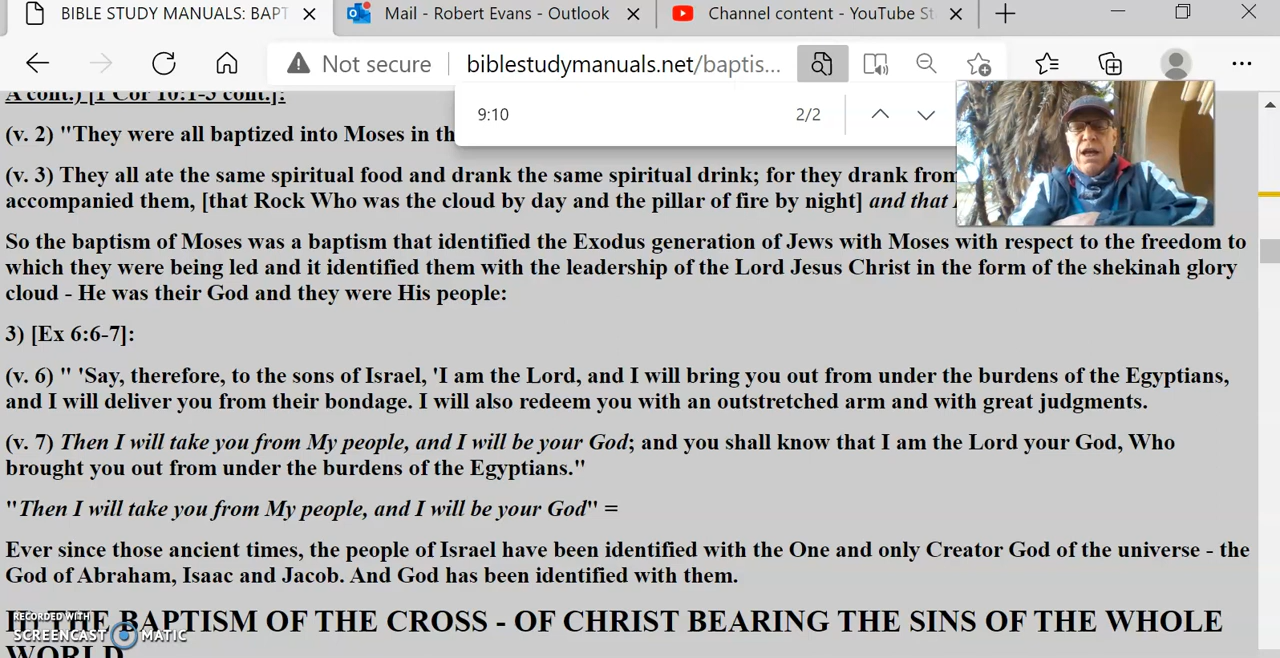 BIBLE STUDY MANUALS: BAPT
Mail - Robert Evans - Outlook
Channel content - YouTube St
Not secure
biblestudymanuals.net/baptis...
9:10
2/2
A cont.) [1 Cor 10:1-5 cont.]:
(v. 2) "They were all baptized into Moses in th
(v. 3) They all ate the same spiritual food and drank the same spiritual drink; for they drank from
accompanied them, [that Rock Who was the cloud by day and the pillar of fire by night] and that
So the baptism of Moses was a baptism that identified the Exodus generation of Jews with Moses with respect to the freedom to
which they were being led and it identified them with the leadership of the Lord Jesus Christ in the form of the shekinah glory
cloud - He was their God and they were His people:
3) [Ex 6:6-7]:
(v. 6) " 'Say, therefore, to the sons of Israel, 'I am the Lord, and I will bring you out from under the burdens of the Egyptians,
and I will deliver you from their bondage. I will also redeem you with an outstretched arm and with great judgments.
(v. 7) Then I will take you from My people, and I will be your God; and you shall know that I am the Lord your God, Who
brought you out from under the burdens of the Egyptians."
"Then I will take you from My people, and I will be your God" =
Ever since those ancient times, the people of Israel have been identified with the One and only Creator God of the universe - the
God of Abraham, Isaac and Jacob. And God has been identified with them.
BAPTISM OF THE CROSS - OF CHRIST BEARING THE SINS OF THE WHOLE
WORLD
RECORDED WITH
SCREENCAST MATIC